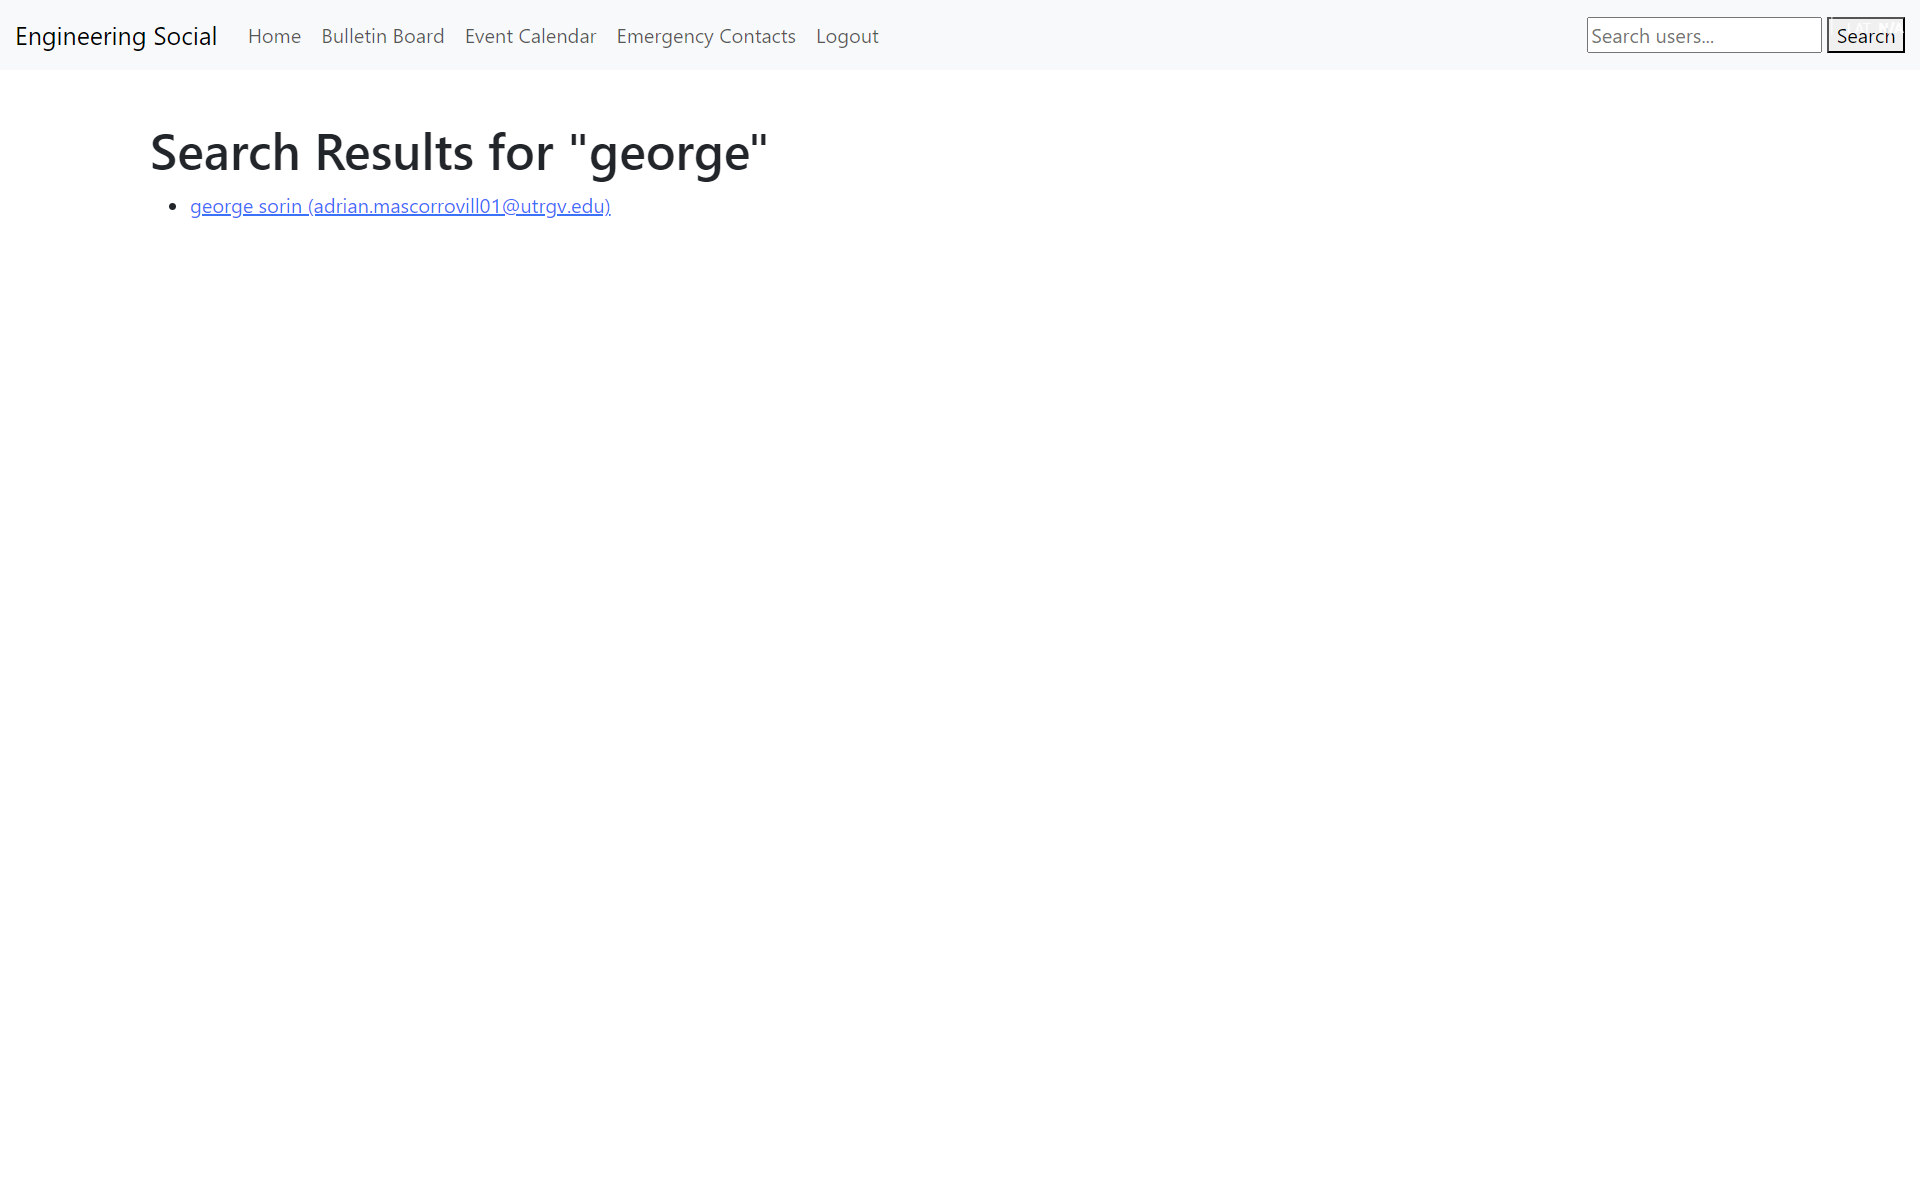 Engineering Social Home Bulletin Board Event Calendar Emergency Contacts Logout Search users... Search
Search Results for "george"
george sorin (adrian.mascorrovill01@utrgv.edu)